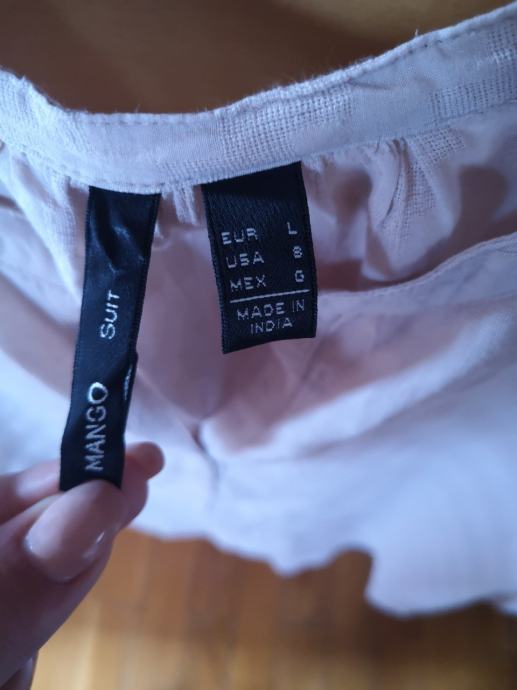 MANGO SUIT
EUR L
USA 8
MEX G
MADE IN
INDIA